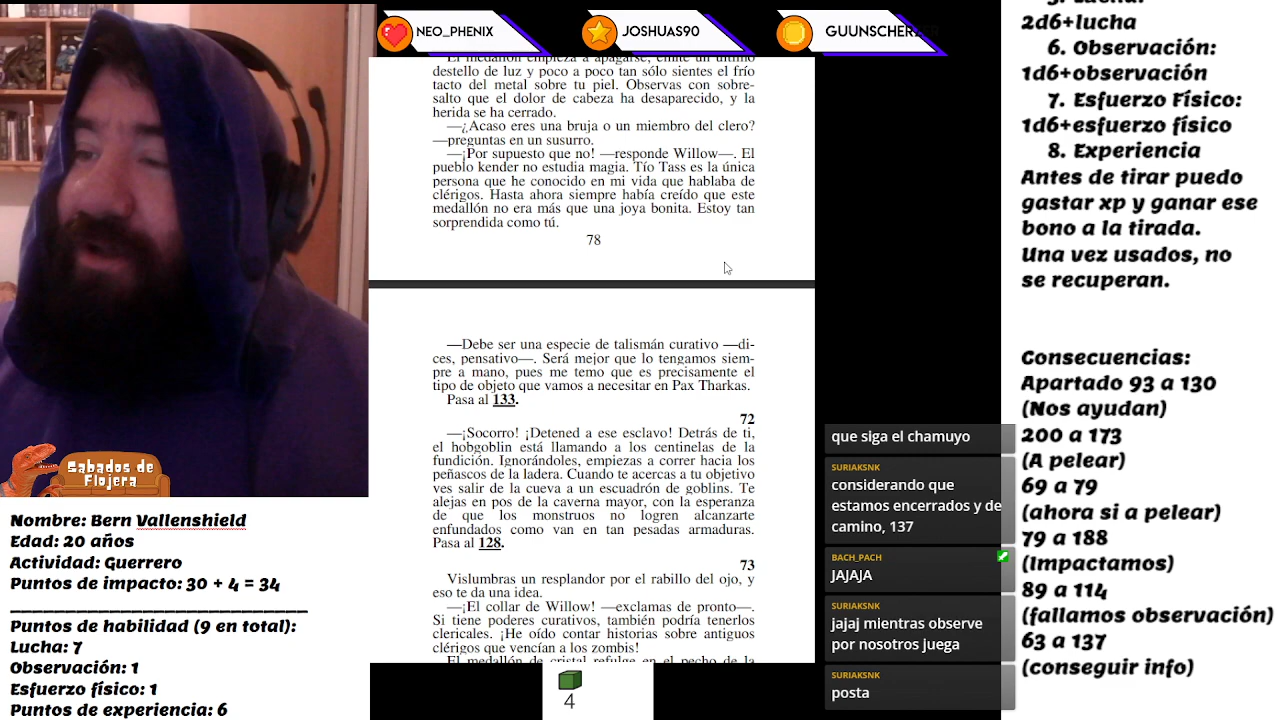 NEO_PHENIX
JOSHUAS90
GUUNSCHERZER
El medallón empieza a apagarse, emite un último
destello de luz y poco a poco tan sólo sientes el frío
tacto del metal sobre tu piel. Observas con sobre-
salto que el dolor de cabeza ha desaparecido, y la
herida se ha cerrado.
—¿Acaso eres una bruja o un miembro del clero?
—preguntas en un susurro.
—¡Por supuesto que no! —responde Willow—. El
pueblo kender no estudia magia. Tío Tass es la única
persona que he conocido en mi vida que hablaba de
clérigos. Hasta ahora siempre había creído que este
medallón no era más que una joya bonita. Estoy tan
sorprendida como tú.
78
—Debe ser una especie de talismán curativo —di-
ces, pensativo—. Será mejor que lo tengamos siem-
pre a mano, pues me temo que es precisamente el
tipo de objeto que vamos a necesitar en Pax Tharkas.
Pasa al 133.
72
—¡Socorro! ¡Detened a ese esclavo! Detrás de ti,
el hobgoblin está llamando a los centinelas de la
fundición. Ignorándoles, empiezas a correr hacia los
peñascos de la ladera. Cuando te acercas a tu objetivo
ves salir de la cueva a un escuadrón de goblins. Te
alejas en pos de la caverna mayor, con la esperanza
de que los monstruos no logren alcanzarte
enfundados como van en tan pesadas armaduras.
Pasa al 128.
73
Vislumbras un resplandor por el rabillo del ojo, y
eso te da una idea.
—¡El collar de Willow! —exclamas de pronto—.
Si tiene poderes curativos, también podría tenerlos
clericales. ¡He oído contar historias sobre antiguos
clérigos que vencían a los zombis!
El medallón de cristal refulge en el pecho de la
4
Sabados de
Flojera
Nombre: Bern Vallenshield
Edad: 20 años
Actividad: Guerrero
Puntos de impacto: 30 + 4 = 34
Puntos de habilidad (9 en total):
Lucha: 7
Observación: 1
Esfuerzo físico: 1
Puntos de experiencia: 6
que siga el chamuyo
SURIAKSNK
considerando que
estamos encerrados y de
camino, 137
BACH_PACH
JAJAJA
SURIAKSNK
jajaj mientras observe
por nosotros juega
SURIAKSNK
posta
5. Lucha:
2d6+lucha
6. Observación:
1d6+observación
7. Esfuerzo Físico:
1d6+esfuerzo físico
8. Experiencia
Antes de tirar puedo
gastar xp y ganar ese
bono a la tirada.
Una vez usados, no
se recuperan.
Consecuencias:
Apartado 93 a 130
(Nos ayudan)
200 a 173
(A pelear)
69 a 79
(ahora si a pelear)
79 a 188
(Impactamos)
89 a 114
(fallamos observación)
63 a 137
(conseguir info)